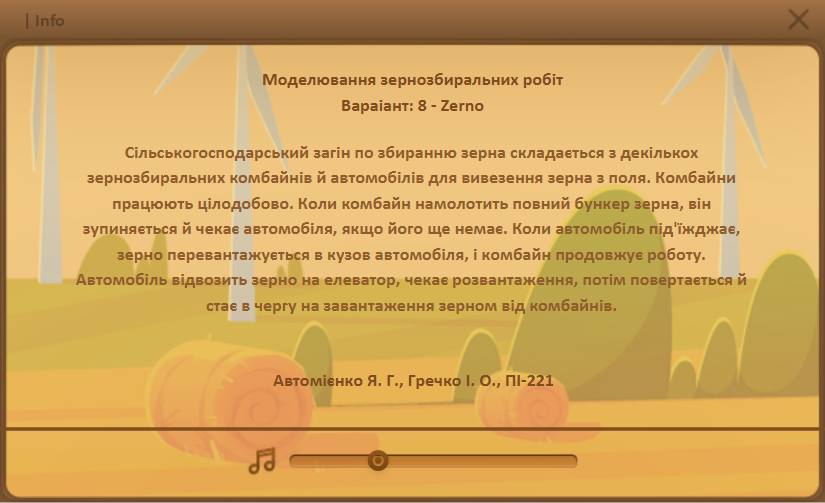 | Info
Моделювання зернозбиральних робіт
Вараіант: 8 - Zerno
Сільськогосподарський загін по збиранню зерна складається з декількох
зернозбиральних комбайнів й автомобілів для вивезення зерна з поля. Комбайни
працюють цілодобово. Коли комбайн намолотить повний бункер зерна, він
зупиняється й чекає автомобіля, якщо його ще немає. Коли автомобіль під'їжджає,
зерно перевантажується в кузов автомобіля, і комбайн продовжує роботу.
Автомобіль відвозить зерно на елеватор, чекає розвантаження, потім повертається й
стає в чергу на завантаження зерном від комбайнів.
Автомієнко Я. Г., Гречко І. О., ПІ-221